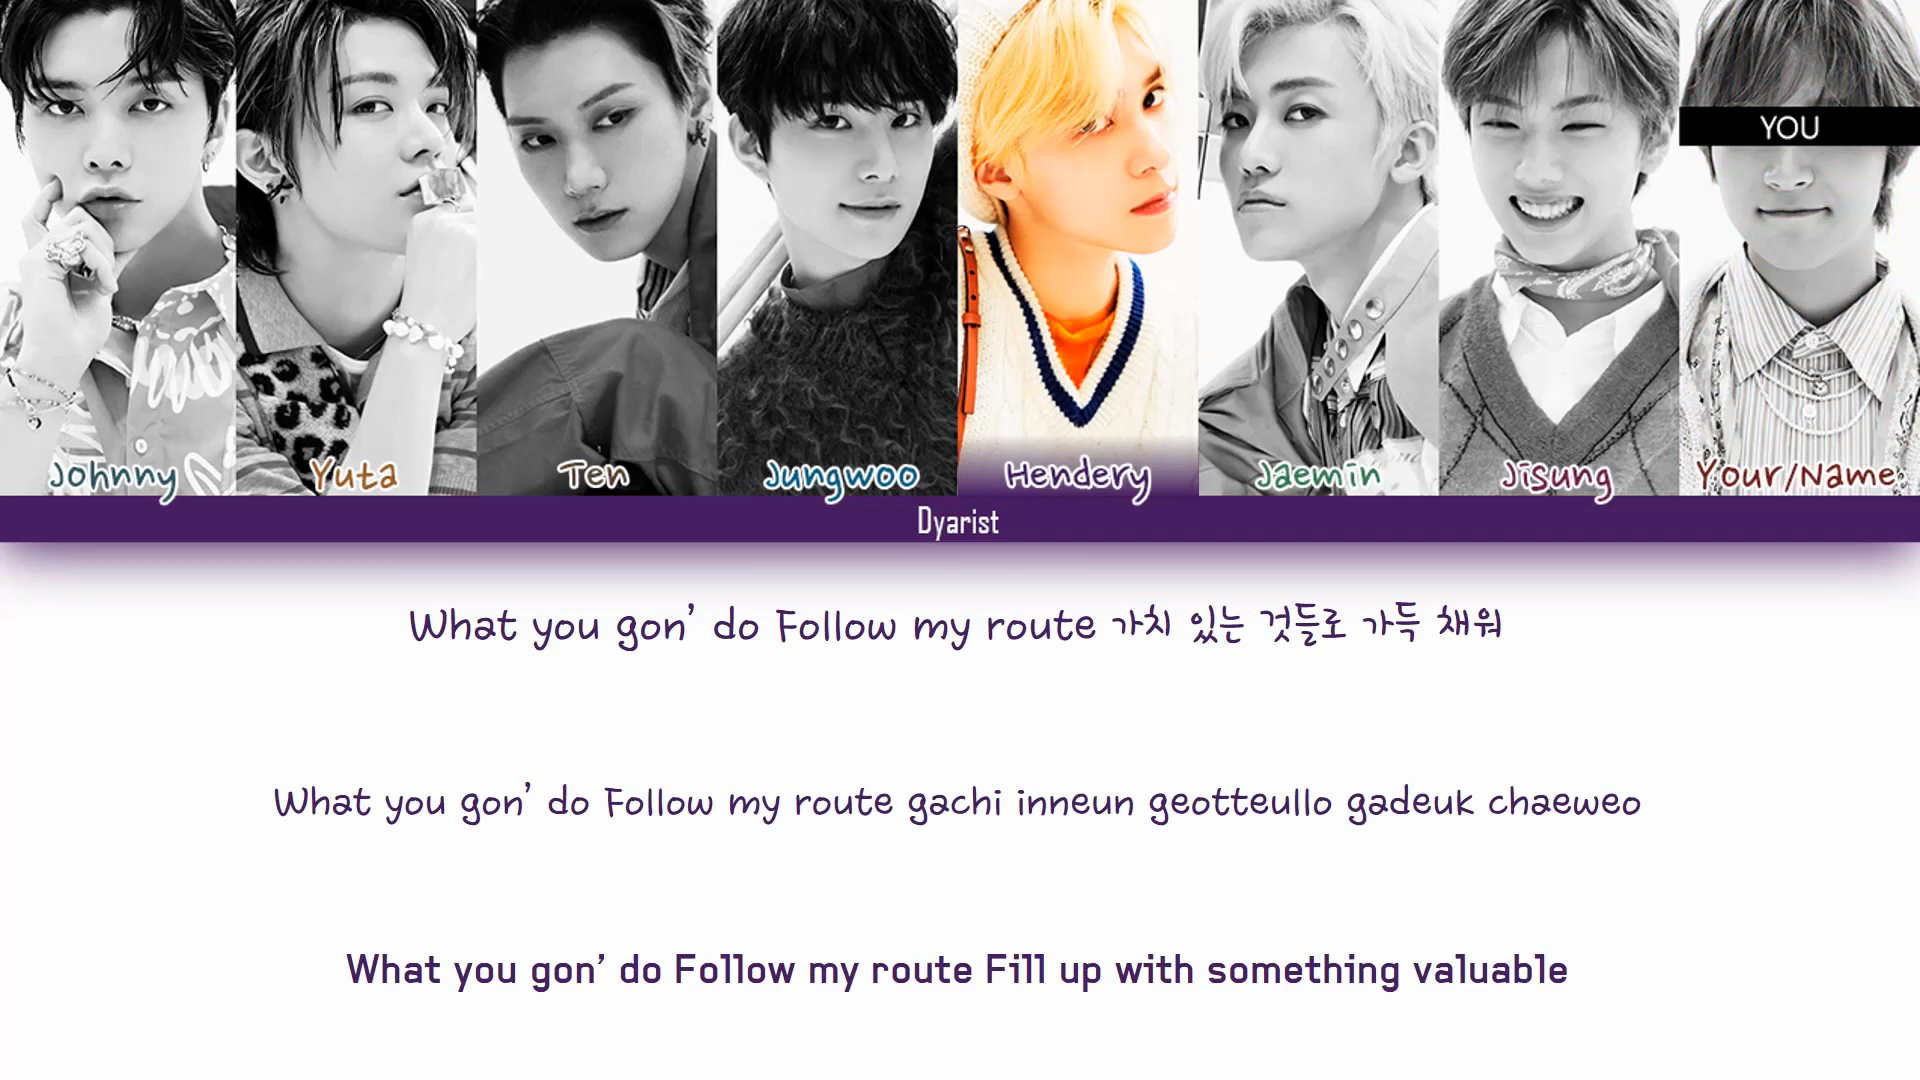 YOU
Johnny
Yuta
Ten
Jungwoo
Hendery
Jaemin
Jisung
Your/Name
Dyarist
What you gon’ do Follow my route 가치 있는 것들로 가득 채워
What you gon’ do Follow my route gachi inneun geotteullo gadeuk chaeweo
What you gon’ do Follow my route Fill up with something valuable